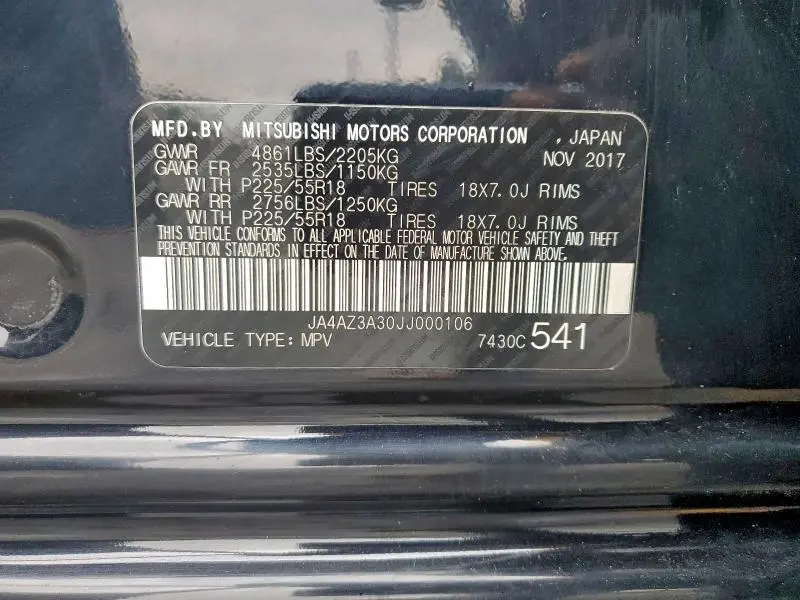 MFD.BY MITSUBISHI MOTORS CORPORATION , JAPAN
GWR 4861LBS/2205KG NOV 2017
GAWR FR 2535LBS/1150KG
WITH P225/55R18 TIRES 18X7.0J RIMS
GAWR RR 2756LBS/1250KG
WITH P225/55R18 TIRES 18X7.0J RIMS
THIS VEHICLE CONFORMS TO ALL APPLICABLE FEDERAL MOTOR VEHICLE SAFETY AND THEFT
PREVENTION STANDARDS IN EFFECT ON THE DATE OF MANUFACTURE SHOWN ABOVE.
JA4AZ3A30JJ000106
VEHICLE TYPE: MPV 7430C 541